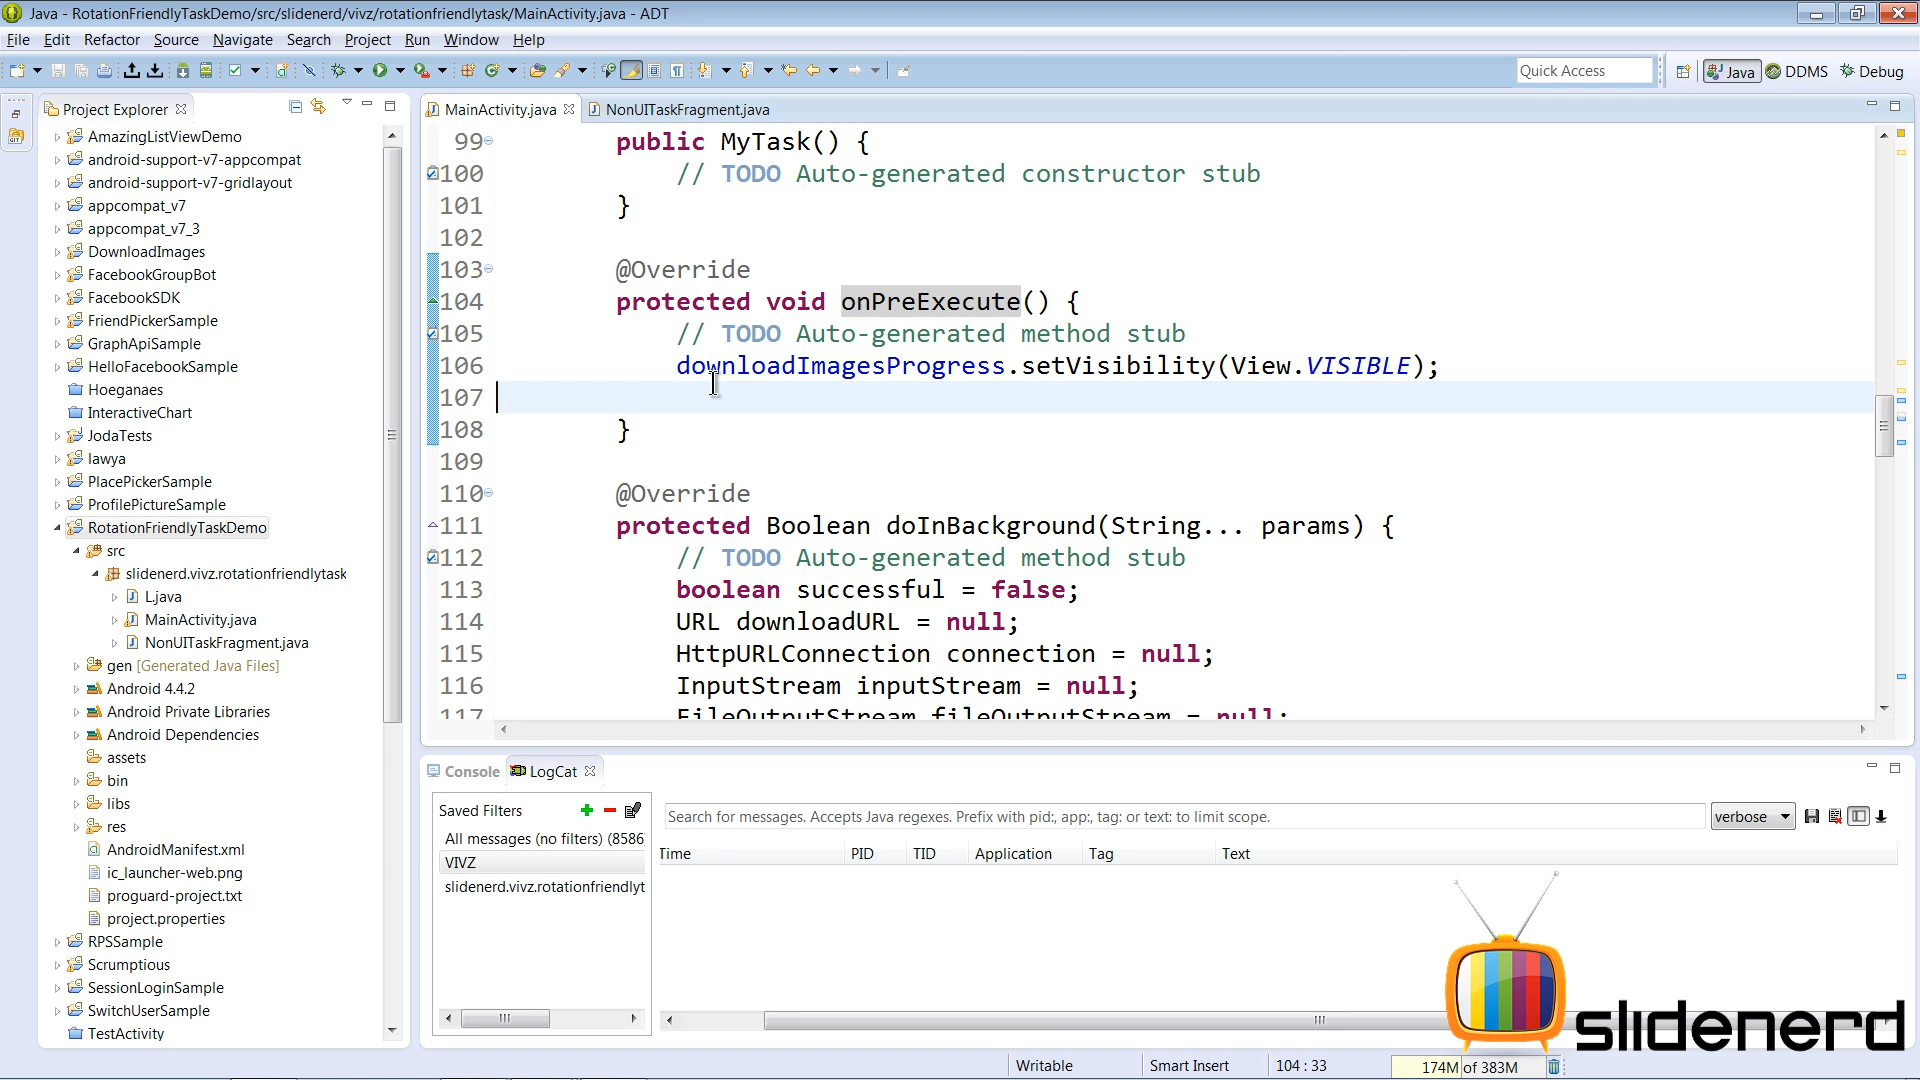 Java - RotationFriendlyTaskDemo/src/slidenerd/vivz/rotationfriendlytask/MainActivity.java - ADT
File Edit Refactor Source Navigate Search Project Run Window Help
Quick Access Java DDMS Debug
Project Explorer
AmazingListViewDemo
android-support-v7-appcompat
android-support-v7-gridlayout
appcompat_v7
appcompat_v7_3
DownloadImages
FacebookGroupBot
FacebookSDK
FriendPickerSample
GraphApiSample
HelloFacebookSample
Hoeganaes
InteractiveChart
JodaTests
lawya
PlacePickerSample
ProfilePictureSample
RotationFriendlyTaskDemo
src
slidenerd.vivz.rotationfriendlytask
L.java
MainActivity.java
NonUITaskFragment.java
gen [Generated Java Files]
Android 4.4.2
Android Private Libraries
Android Dependencies
assets
bin
libs
res
AndroidManifest.xml
ic_launcher-web.png
proguard-project.txt
project.properties
RPSSample
Scrumptious
SessionLoginSample
SwitchUserSample
TestActivity
MainActivity.java NonUITaskFragment.java
99 public MyTask() {
100 // TODO Auto-generated constructor stub
101 }
102
103 @Override
104 protected void onPreExecute() {
105 // TODO Auto-generated method stub
106 downloadImagesProgress.setVisibility(View.VISIBLE);
107
108 }
109
110 @Override
111 protected Boolean doInBackground(String... params) {
112 // TODO Auto-generated method stub
113 boolean successful = false;
114 URL downloadURL = null;
115 HttpURLConnection connection = null;
116 InputStream inputStream = null;
117 FileOutputStream fileOutputStream = null;
Console LogCat
Saved Filters
All messages (no filters) (8586
VIVZ
slidenerd.vivz.rotationfriendlyt
Search for messages. Accepts Java regexes. Prefix with pid:, app:, tag: or text: to limit scope.
verbose
Time PID TID Application Tag Text
slidenerd
Writable Smart Insert 104 : 33 174M of 383M